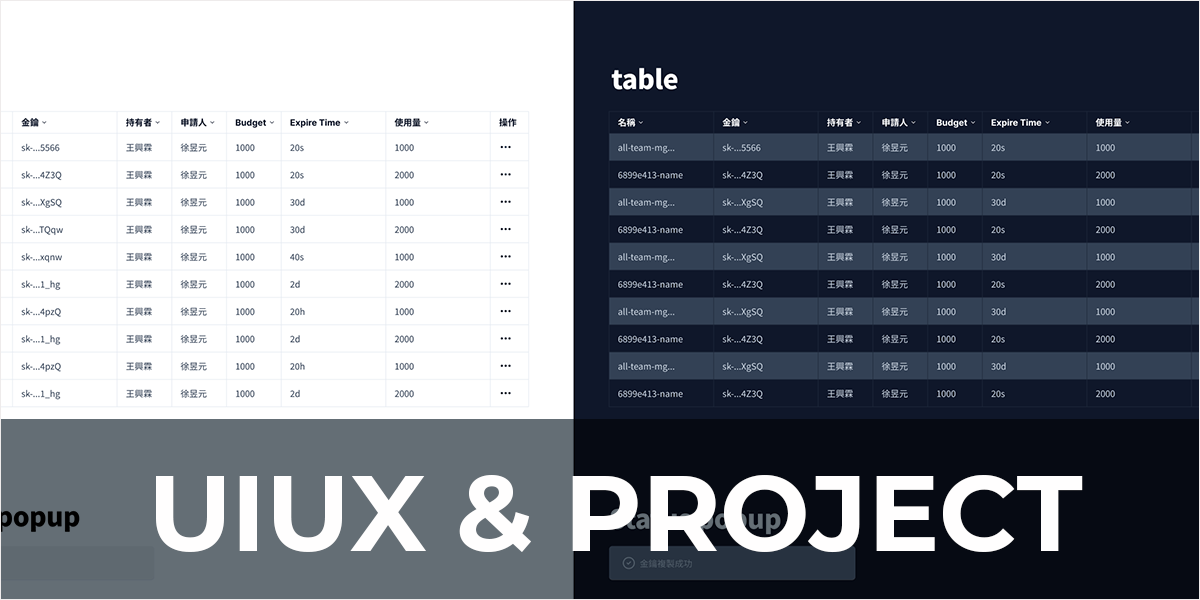 金鑰 持有者 申請人 Budget Expire Time 使用量 操作
sk-...5566 王興霖 徐昱元 1000 20s 1000 •••
sk-...4Z3Q 王興霖 徐昱元 1000 20s 2000 •••
sk-...XgSQ 王興霖 徐昱元 1000 30d 1000 •••
sk-...TQqw 王興霖 徐昱元 1000 30d 2000 •••
sk-...xqnw 王興霖 徐昱元 1000 40s 1000 •••
sk-...1_hg 王興霖 徐昱元 1000 2d 2000 •••
sk-...4pzQ 王興霖 徐昱元 1000 20h 1000 •••
sk-...1_hg 王興霖 徐昱元 1000 2d 2000 •••
sk-...4pzQ 王興霖 徐昱元 1000 20h 1000 •••
sk-...1_hg 王興霖 徐昱元 1000 2d 2000 •••
popup
table
名稱 金鑰 持有者 申請人 Budget Expire Time 使用量
all-team-mg... sk-...5566 王興霖 徐昱元 1000 20s 1000
6899e413-name sk-...4Z3Q 王興霖 徐昱元 1000 20s 2000
all-team-mg... sk-...XgSQ 王興霖 徐昱元 1000 30d 1000
6899e413-name sk-...4Z3Q 王興霖 徐昱元 1000 20s 2000
all-team-mg... sk-...XgSQ 王興霖 徐昱元 1000 30d 1000
6899e413-name sk-...4Z3Q 王興霖 徐昱元 1000 20s 2000
all-team-mg... sk-...XgSQ 王興霖 徐昱元 1000 30d 1000
6899e413-name sk-...4Z3Q 王興霖 徐昱元 1000 20s 2000
all-team-mg... sk-...XgSQ 王興霖 徐昱元 1000 30d 1000
6899e413-name sk-...4Z3Q 王興霖 徐昱元 1000 20s 2000
popup
金鑰複製成功
UIUX & PROJECT